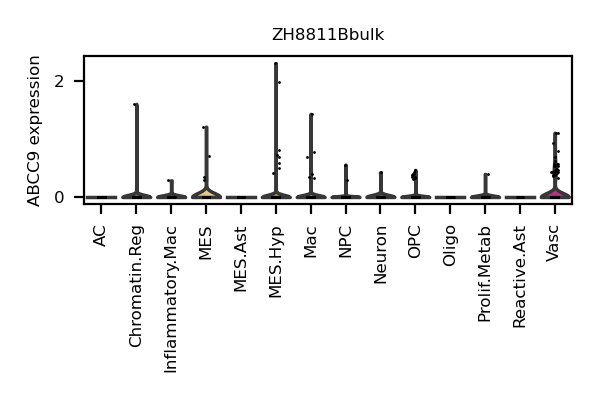 ZH8811Bbulk
ABCC9 expression
2
0
AC
Chromatin.Reg
Inflammatory.Mac
MES
MES.Ast
MES.Hyp
Mac
NPC
Neuron
OPC
Oligo
Prolif.Metab
Reactive.Ast
Vasc